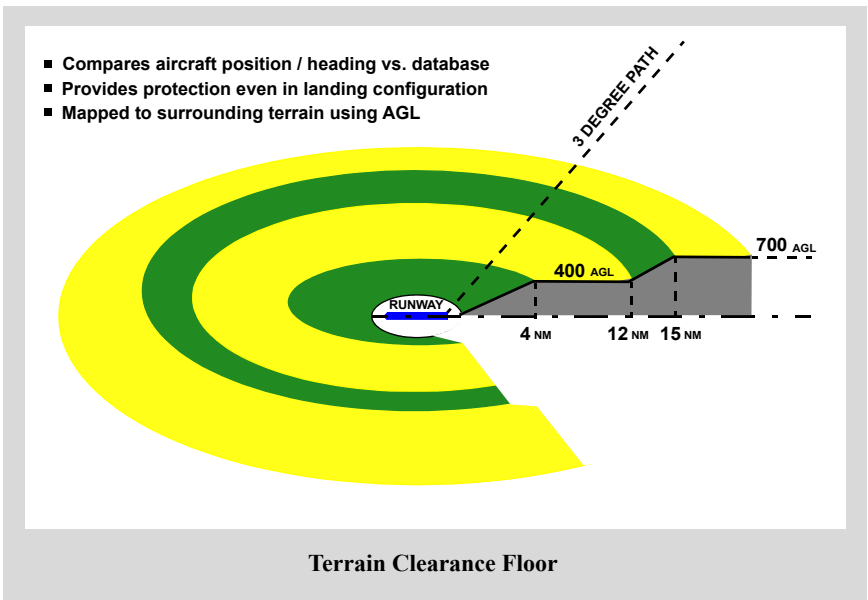 Compares aircraft position / heading vs. database
Provides protection even in landing configuration
Mapped to surrounding terrain using AGL
3 DEGREE PATH
700 AGL
400 AGL
RUNWAY
4 NM
12 NM
15 NM
Terrain Clearance Floor